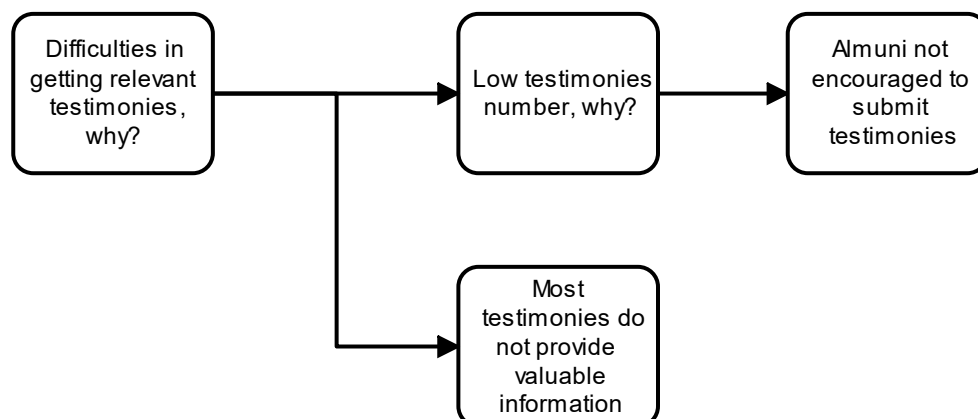 Difficulties in
getting relevant
testimonies,
why?
Low testimonies
number, why?
Almuni not
encouraged to
submit
testimonies
Most
testimonies do
not provide
valuable
information